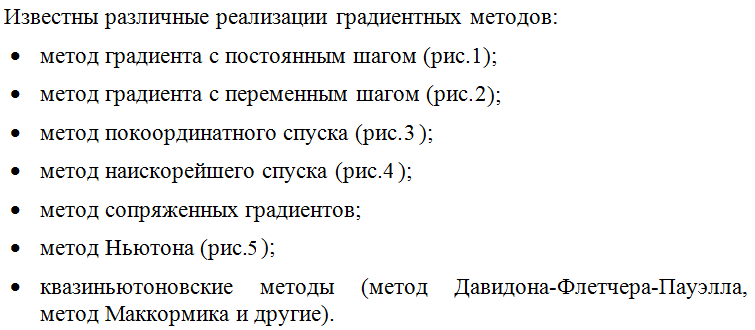 Известны различные реализации градиентных методов:
• метод градиента с постоянным шагом (рис.1);
• метод градиента с переменным шагом (рис.2);
• метод покоординатного спуска (рис.3 );
• метод наискорейшего спуска (рис.4 );
• метод сопряженных градиентов;
• метод Ньютона (рис.5 );
• квазиньютоновские методы (метод Давидона-Флетчера-Пауэлла,
метод Маккормика и другие).